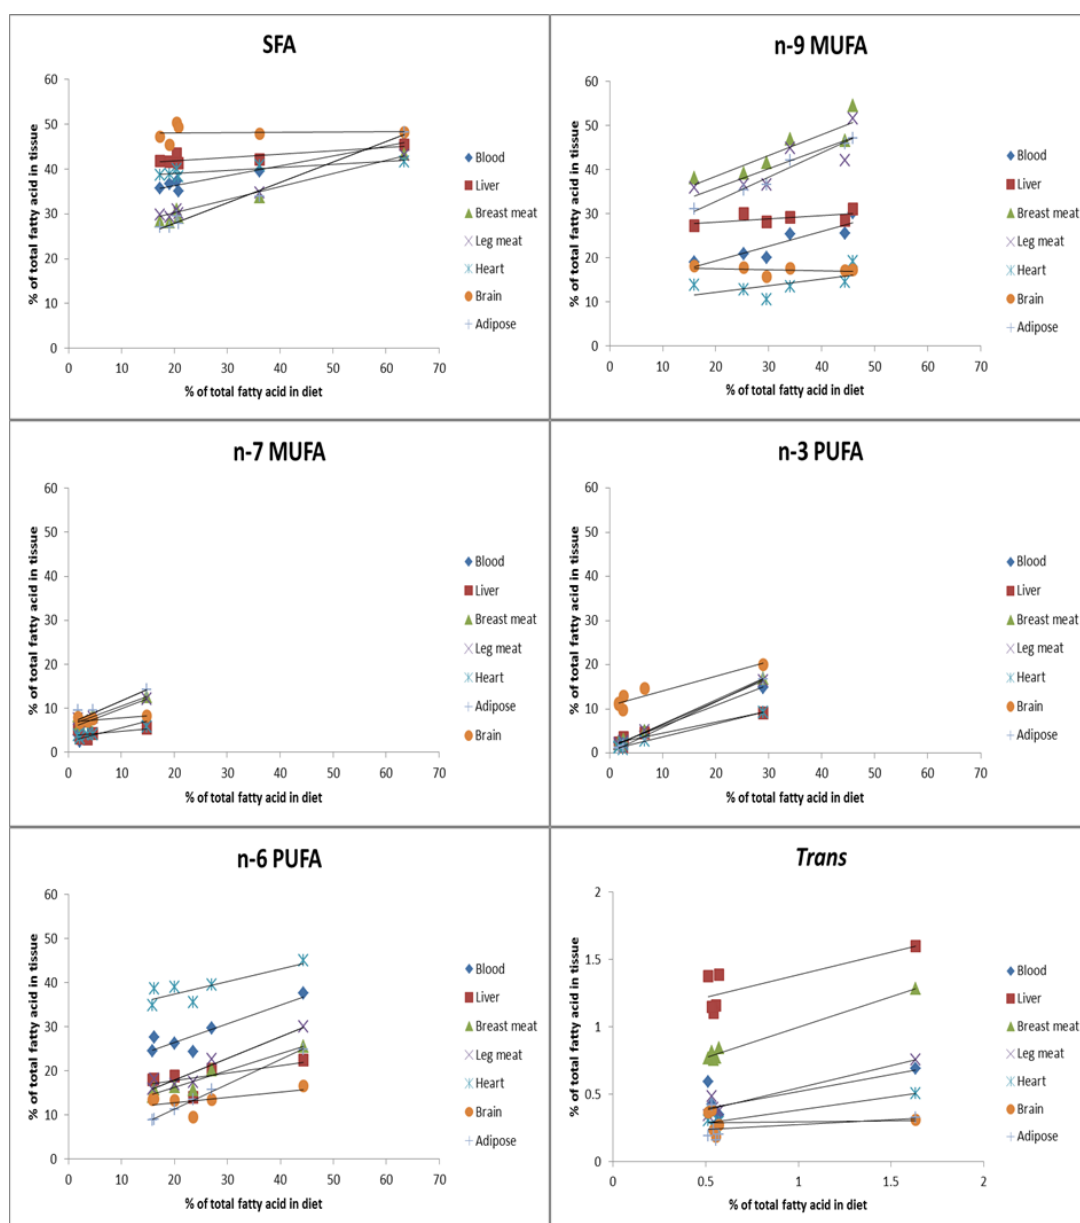 SFA
% of total fatty acid in tissue
60
50
40
30
20
10
0
0 10 20 30 40 50 60 70
% of total fatty acid in diet
Blood
Liver
Breast meat
Leg meat
Heart
Brain
Adipose
n-9 MUFA
% of total fatty acid in tissue
60
50
40
30
20
10
0
0 10 20 30 40 50 60 70
% of total fatty acid in diet
Blood
Liver
Breast meat
Leg meat
Heart
Brain
Adipose
n-7 MUFA
% of total fatty acid in tissue
60
50
40
30
20
10
0
0 10 20 30 40 50 60 70
% of total fatty acid in diet
Blood
Liver
Breast meat
Leg meat
Heart
Adipose
Brain
n-3 PUFA
% of total fatty acid in tissue
60
50
40
30
20
10
0
0 10 20 30 40 50 60 70
% of total fatty acid in diet
Blood
Liver
Breast meat
Leg meat
Heart
Brain
Adipose
n-6 PUFA
% of total fatty acid in tissue
60
50
40
30
20
10
0
0 10 20 30 40 50 60 70
% of total fatty acid in diet
Blood
Liver
Breast meat
Leg meat
Heart
Brain
Adipose
Trans
% of total fatty acid in tissue
2
1.5
1
0.5
0
0 0.5 1 1.5 2
% of total fatty acid in diet
Blood
Liver
Breast meat
Leg meat
Heart
Brain
Adipose